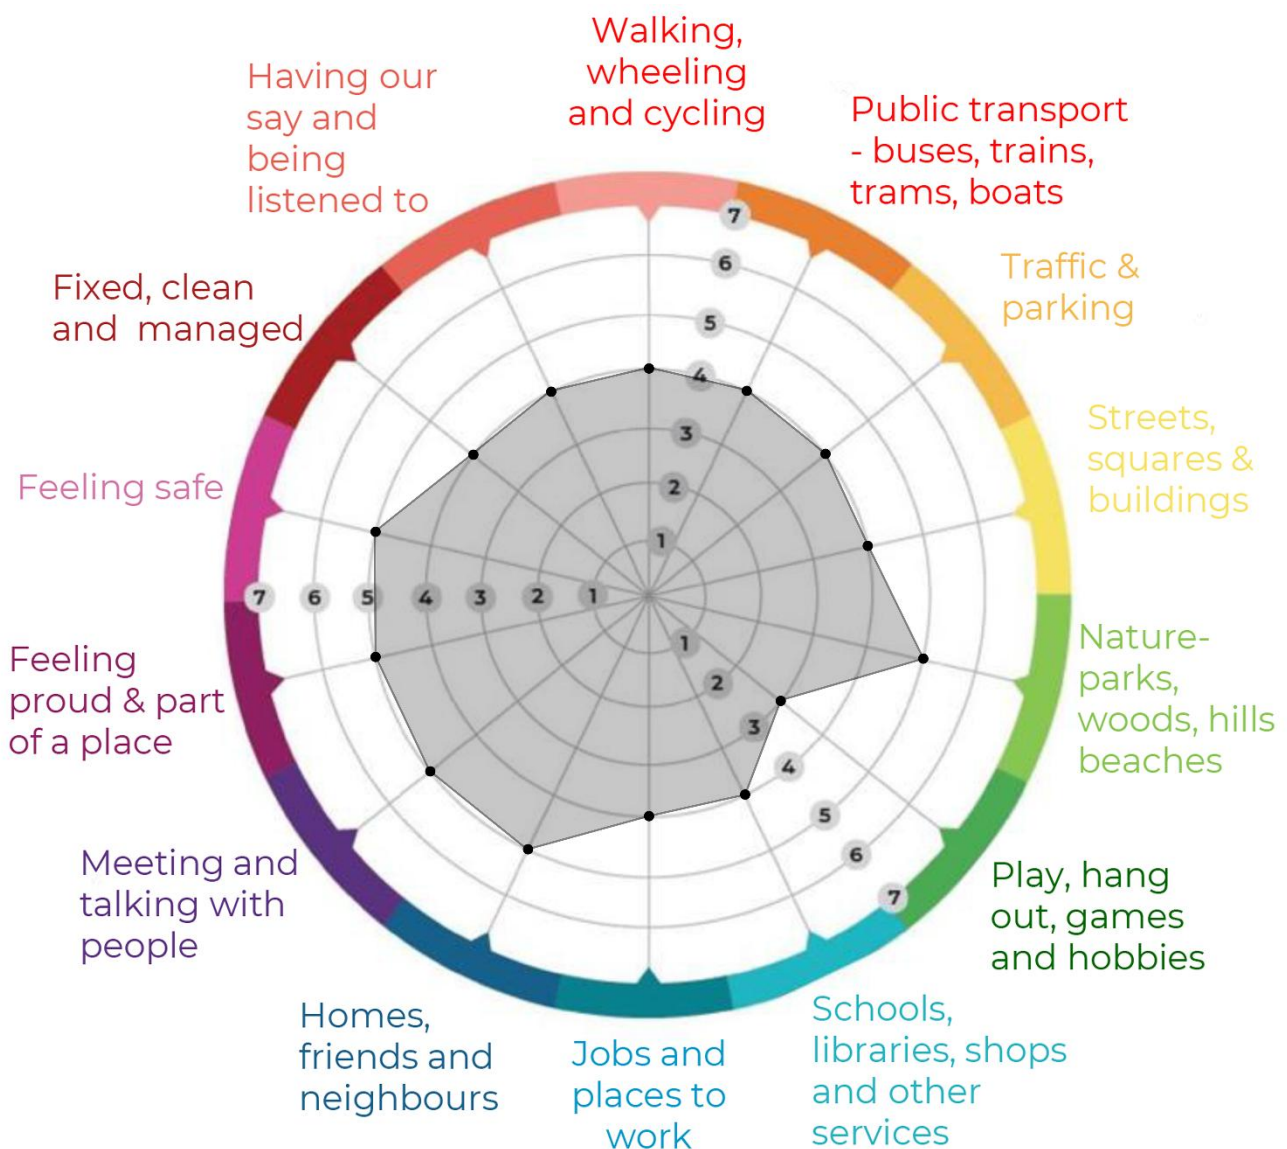 Walking,
wheeling
and cycling
Public transport
- buses, trains,
trams, boats
Traffic &
parking
Streets,
squares &
buildings
Nature-
parks,
woods, hills
beaches
Play, hang
out, games
and hobbies
Schools,
libraries, shops
and other
services
Jobs and
places to
work
Homes,
friends and
neighbours
Meeting and
talking with
people
Feeling
proud & part
of a place
Feeling safe
Fixed, clean
and managed
Having our
say and
being
listened to
7
6
5
4
3
2
1
7 6 5 4 3 2 1
1
2
3
4
5
6
7